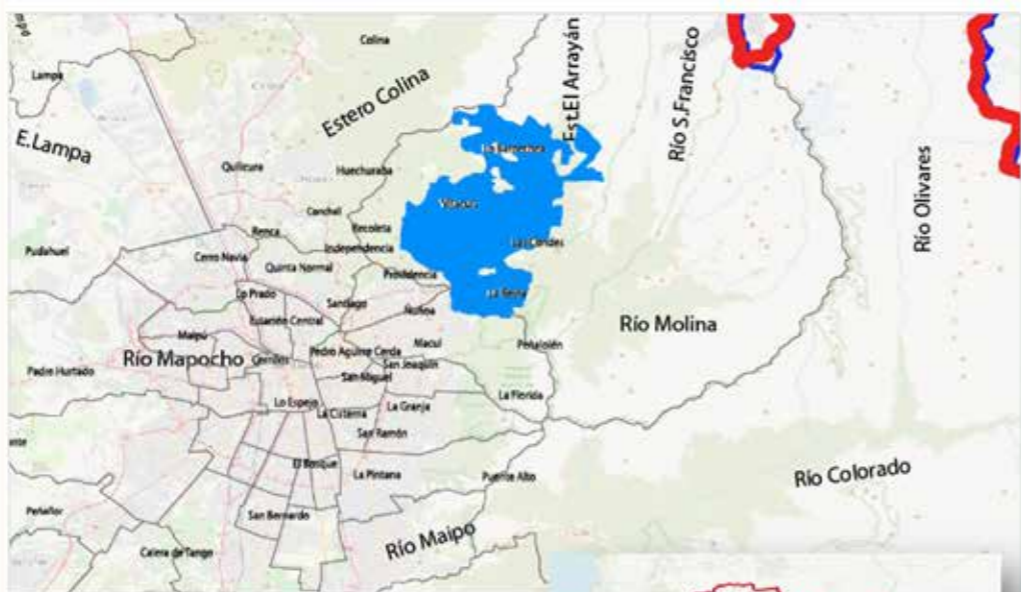 Lampa
E.Lampa
Colina
Estero Colina
Est.El Arrayán
Río S.Francisco
Río Olivares
Quilicura
Huechuraba
Lo Barnechea
Conchalí
Vitacura
Renca
Recoleta
Independencia
Las Condes
Pudahuel
Cerro Navia
Quinta Normal
Providencia
La Reina
Lo Prado
Santiago
Ñuñoa
Estación Central
Río Molina
Maipú
Macul
Peñalolén
Río Mapocho
Cerrillos
Pedro Aguirre Cerda
San Joaquín
Padre Hurtado
San Miguel
Lo Espejo
La Cisterna
La Granja
La Florida
San Ramón
El Bosque
La Pintana
Puente Alto
Río Colorado
Peñaflor
San Bernardo
Río Maipo
Calera de Tango